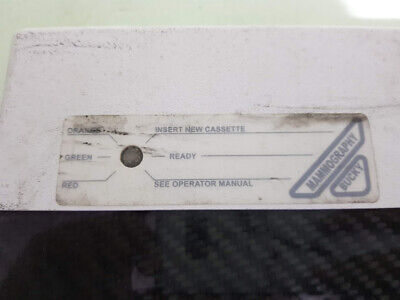 ORANGE INSERT NEW CASSETTE
GREEN READY
RED SEE OPERATOR MANUAL
MAMMOGRAPHY
BUCKY